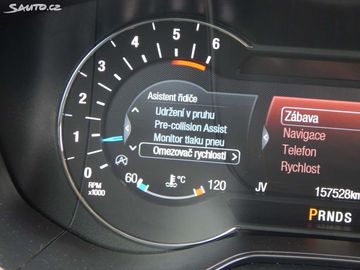 Sauto.cz
5
6
4
3
2
1
0
RPM
x1000
Asistent řidiče
Udržení v pruhu
Pre-collision Assist
Monitor tlaku pneu
Omezovač rychlosti
60
°C
120
Zábava
Navigace
Telefon
Rychlost
JV
157528km
PRNDS